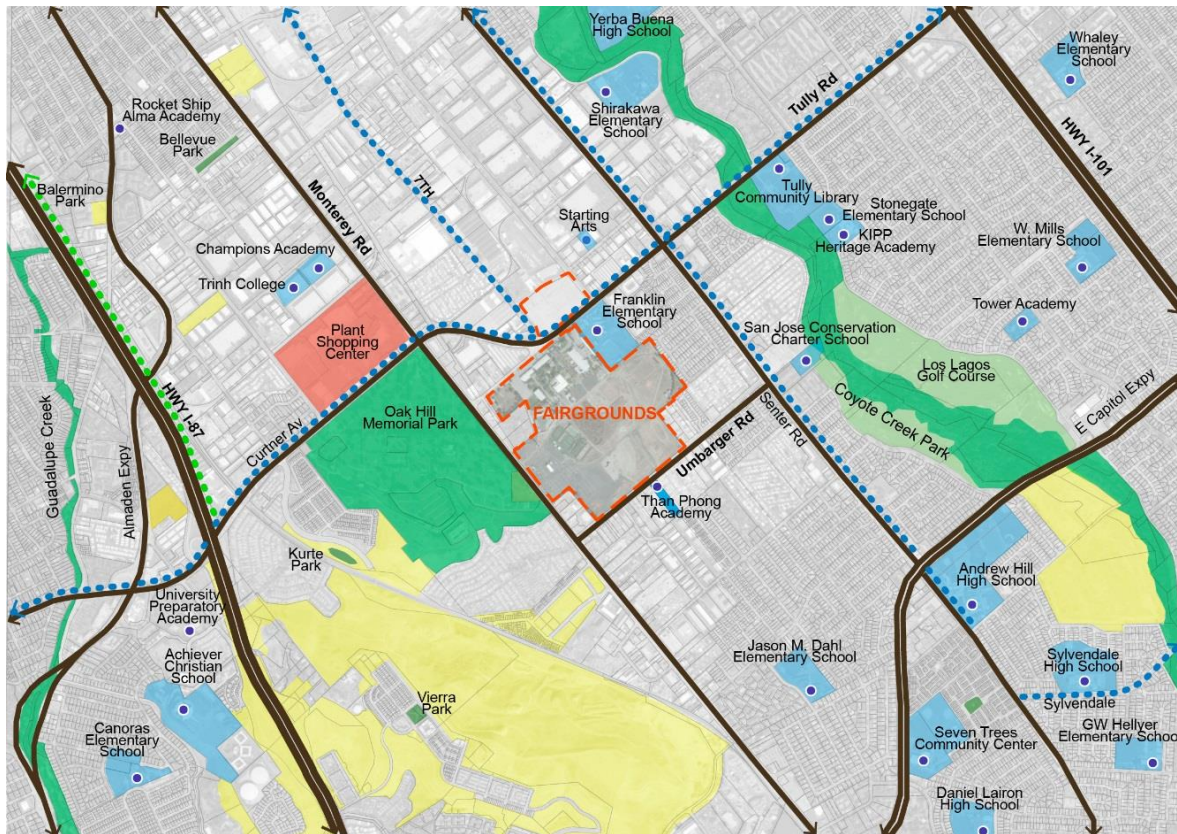 Yerba Buena
High School
Whaley
Elementary
School
Rocket Ship
Alma Academy
Bellevue
Park
Shirakawa
Elementary
School
Tully Rd
HWY I-101
Balermino
Park
7TH
Monterey Rd
Tully
Community Library
Stonegate
Elementary School
KIPP
Heritage Academy
Starting
Arts
W. Mills
Elementary School
Champions Academy
Trinh College
Franklin
Elementary
School
Tower Academy
Plant
Shopping
Center
San Jose Conservation
Charter School
Los Lagos
Golf Course
HWY I-87
Guadalupe Creek
Almaden Expy
Curtner Av
Oak Hill
Memorial Park
FAIRGROUNDS
Umbarger Rd
Senter Rd
Coyote Creek Park
E Capitol Expy
Than Phong
Academy
Kurte
Park
Andrew Hill
High School
University
Preparatory
Academy
Achiever
Christian
School
Jason M. Dahl
Elementary School
Sylvendale
High School
Sylvendale
Vierra
Park
Canoras
Elementary
School
Seven Trees
Community Center
GW Hellyer
Elementary School
Daniel Lairon
High School